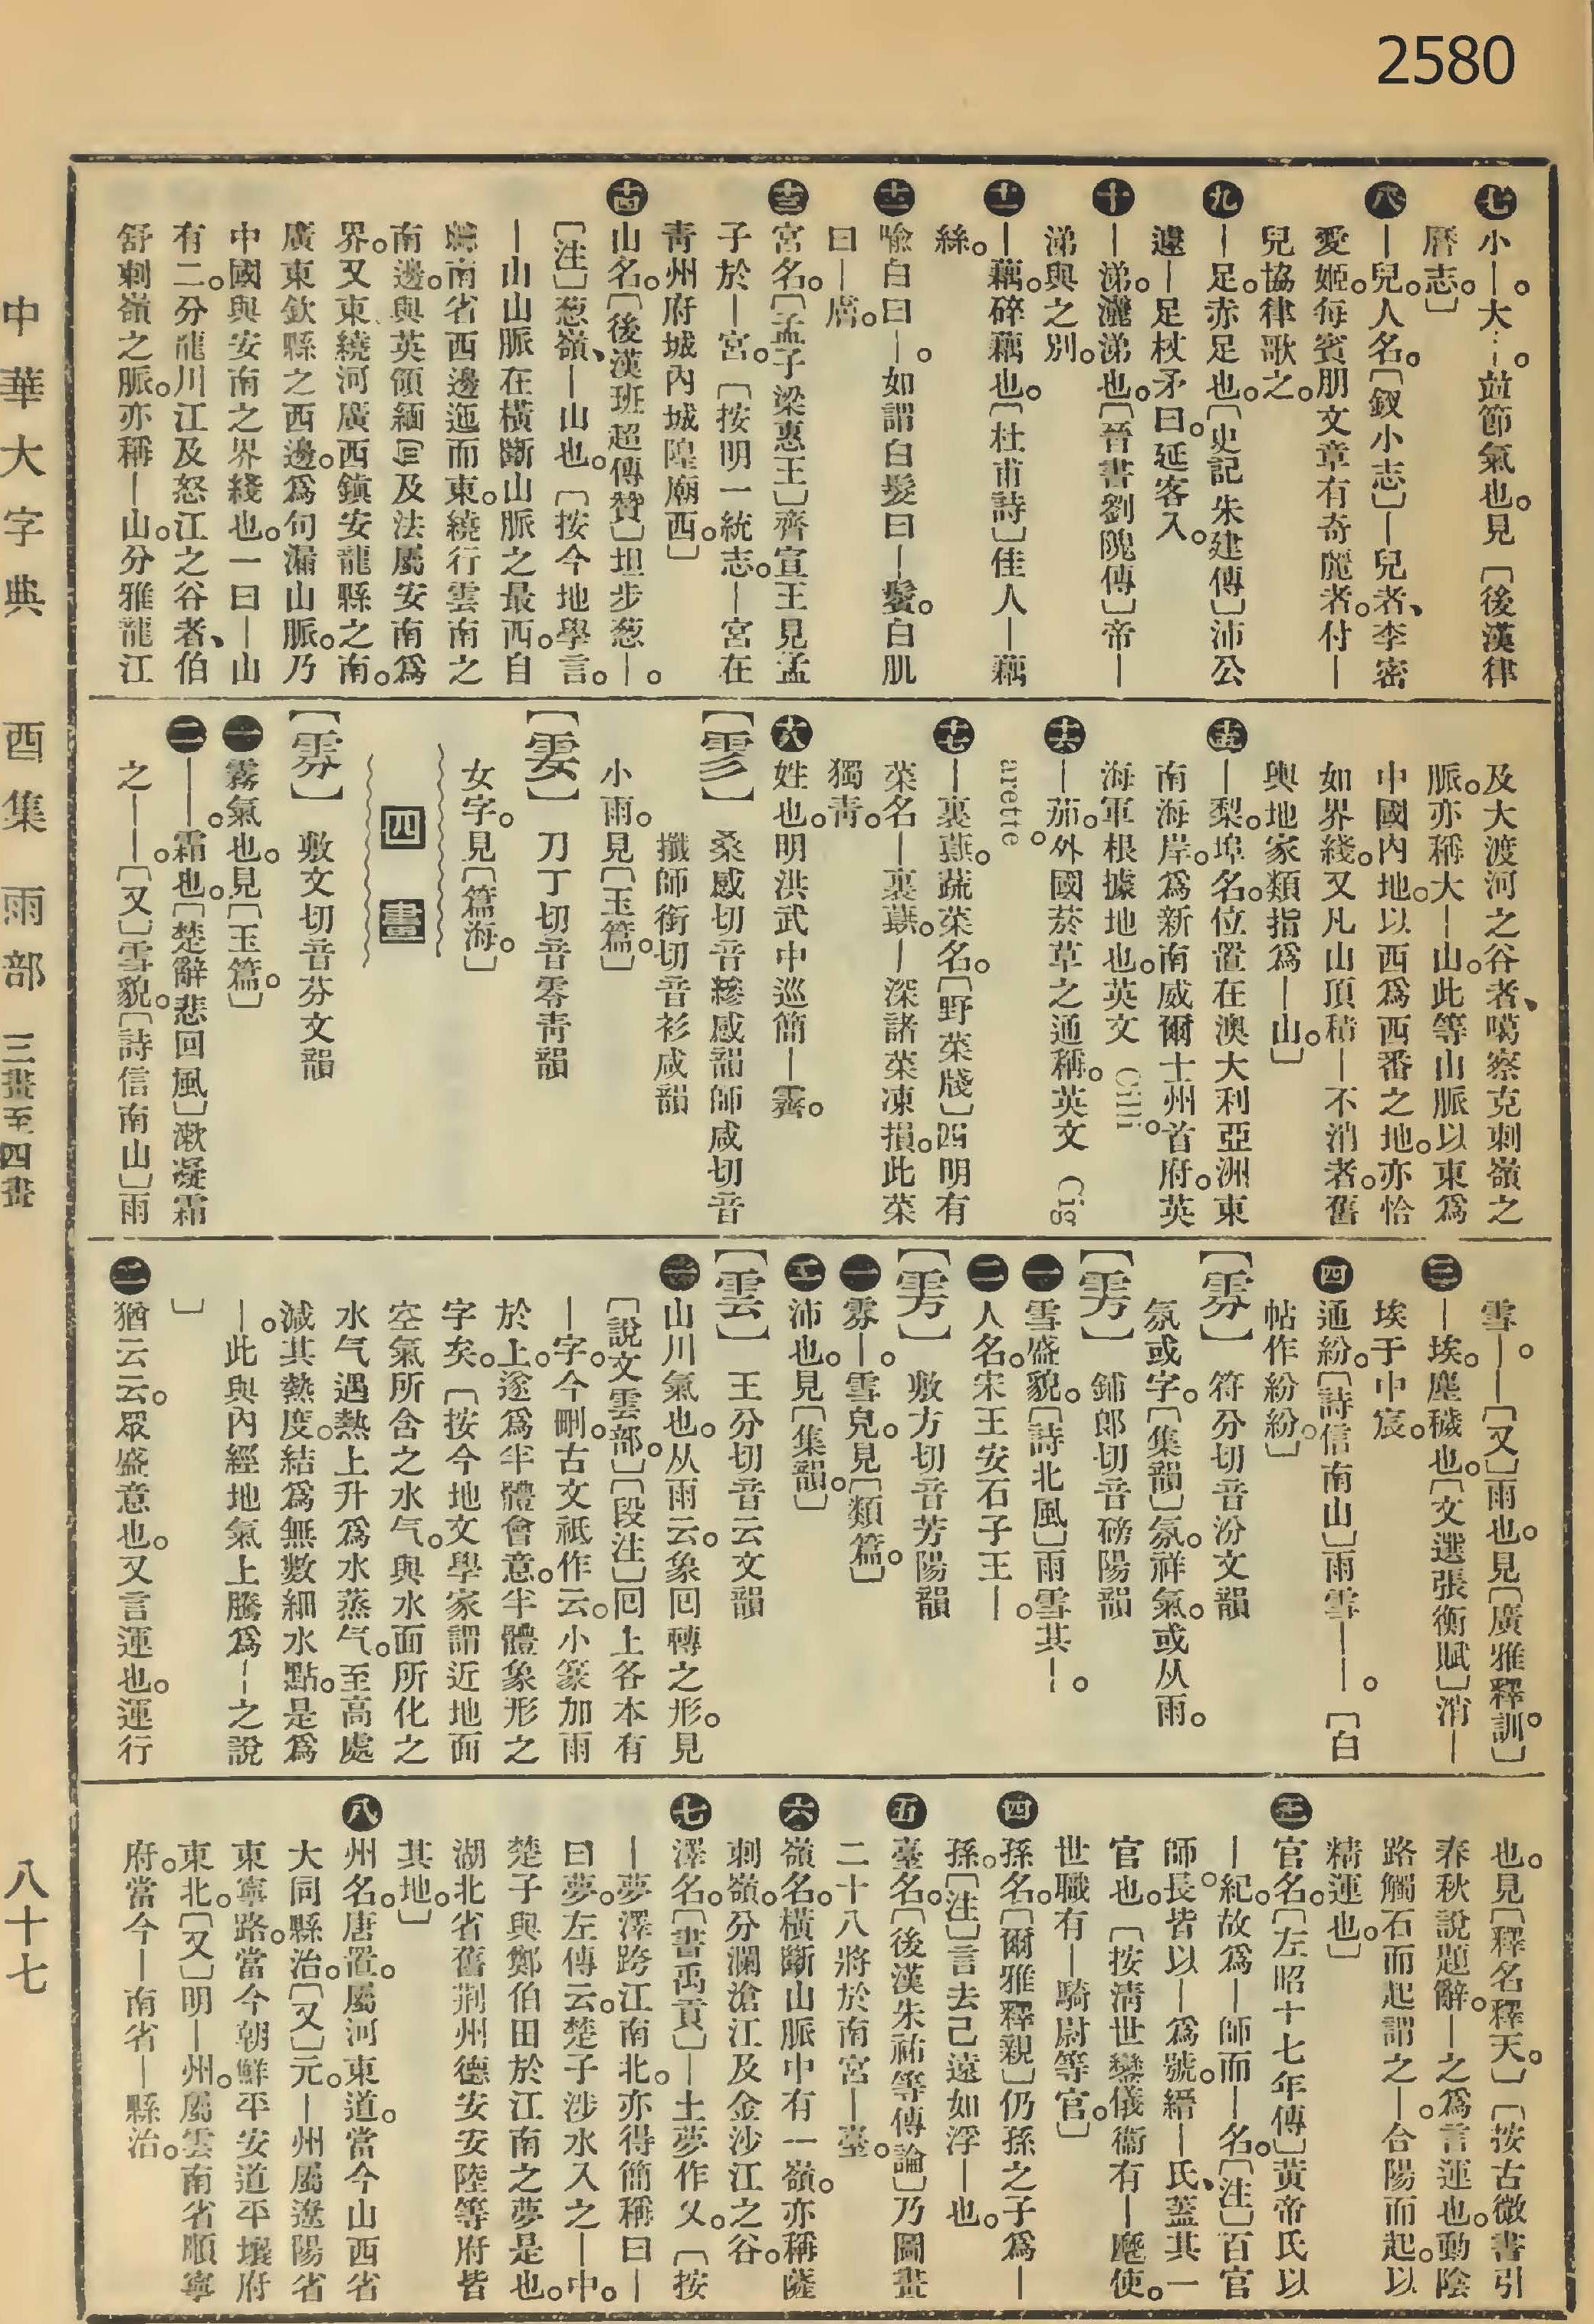 2580
㊆小｜。大｜。並節氣也。見〔後漢律
曆志。〕
㊇｜兒。人名。〔釵小志〕｜兒者、李密
愛姬。每賓朋文章有奇麗者。付｜
兒協律歌之。
㊈｜足。赤足也。〔史記朱建傳〕沛公
遽｜足杖矛曰。延客入。
㊉｜涕。灑涕也。〔晉書劉隗傳〕帝｜
涕與之別。
⓫｜藕。碎藕也。〔杜甫詩〕佳人｜藕
絲。
⓬喩白曰｜。如謂白髮曰｜鬢。白肌
曰｜膚。
⓭宮名。〔孟子梁惠王〕齊宣王見孟
子於｜宮。〔按明一統志。｜宮在
靑州府城內城隍廟西。〕
⓮山名。〔後漢班超傳贊〕坦步葱｜。
〔注〕葱嶺、｜山也。〔按今地學言。
｜山山脈在橫斷山脈之最西。自
雲南省西邊迤而東。繞行雲南之
南邊。與英領緬甸及法屬安南爲
界。又東繞河廣西鎭安龍縣之南。
廣東欽縣之西邊。爲句漏山脈。乃
中國與安南之界綫也。一曰｜山
有二。分龍川江及怒江之谷者、伯
舒刺嶺之脈。亦稱｜山。分雅龍江
及大渡河之谷者、噶察克刺嶺之
脈。亦稱大｜山。此等山脈以東爲
中國內地。以西爲西番之地。亦恰
如界綫。又凡山頂積｜不消者。舊
輿地家類指爲｜山。〕
⓯｜梨。埠名。位置在澳大利亞洲東
南海岸。爲新南威爾士州首府。英
海軍根據地也。英文
⓰｜茄。外國菸草之通稱。英文 Cig
arette。
⓱｜裏蕻。蔬菜名。〔野菜牋〕四明有
菜名｜裏蕻。｜深諸菜凍損。此菜
獨靑。
⓲姓也。明洪武中巡簡｜霽。
〔雱〕桑感切音糝感韻師咸切音
攕師銜切音衫咸韻
小雨。見〔玉篇。〕
刀丁切音零靑韻
女字。見〔篇海。〕
四畫
〔雰〕敷文切音芬文韻
㊀霧氣也。見〔玉篇。〕
㊁｜｜。霜也。〔楚辭悲回風〕漱凝霜
之｜｜。〔又〕雪貌。〔詩信南山〕雨
雪｜｜。〔又〕雨也。見〔廣雅釋訓。〕
㊂｜埃。塵穢也。〔文選張衡賦〕消｜
埃于中宸。
㊃通紛。〔詩信南山〕雨雪｜｜。〔白
帖作紛紛。〕
〔雰〕符分切音汾文韻
氛或字。〔集韻〕氛。祥氣。或从雨。
〔雱〕鋪郞切音磅陽韻
㊀雪盛貌。〔詩北風〕雨雪其｜。
㊁人名。宋王安石子王｜。
〔雱〕敷方切音芳陽韻
㊀雰｜。雪皃。見〔類篇。〕
㊁沛也。見〔集韻。〕
〔雲〕王分切音云文韻
㊀山川氣也。从雨云。象回轉之形。見
〔說文雲部。〕〔段注〕回上各本有
｜字。今刪。古文祗作云。小篆加雨
於上。遂爲半體會意。半體象形之
字矣。〔按今地文學家謂近地面
空氣所含之水气。與水面所化之
水气遇熱上升爲水蒸气。至高處
減其熱度。結爲無數細水點。是爲
｜。此與內經地氣上騰爲｜之說
〕
㊁猶云云。衆盛意也。又言運也。運行
也。見〔釋名釋天。〕〔按古微書引
春秋說題辭。｜之爲言運也。動陰
路觸石而起謂之｜。合陽而起。以
精運也。〕
㊂官名。〔左昭十七年傳〕黃帝氏以
｜紀。故爲｜師而｜名。〔注〕百官
師長。皆以｜爲號。縉｜氏、蓋其一
官也。〔按淸世鑾儀衞有｜麾使。
世職有｜騎尉等官。〕
㊃孫名。〔爾雅釋親〕仍孫之子爲｜
孫。〔注〕言去己遠如浮｜也。
㊄臺名。〔後漢朱祐等傳論〕乃圖畫
二十八將於南宮｜臺。
㊅嶺名。橫斷山脈中有一嶺。亦稱薩
刺嶺。分瀾滄江及金沙江之谷。
㊆澤名。〔書禹貢〕｜土夢作乂。〔按
｜夢澤跨江南北。亦得簡稱曰｜
曰夢。左傳云。楚子涉水入之｜中。
楚子與鄭伯田於江南之夢是也。
湖北省舊荆州德安安陸等府皆
其地。〕
㊇州名。唐置。屬河東道。當今山西省
大同縣治。〔又〕元。｜州屬遼陽省
東寧路。當今朝鮮平安道平壤府
東北。〔又〕明｜州。屬雲南省順寧
府。當今｜南省｜縣治。
中華大字典　酉集　雨部　三畫至四畫　八十七